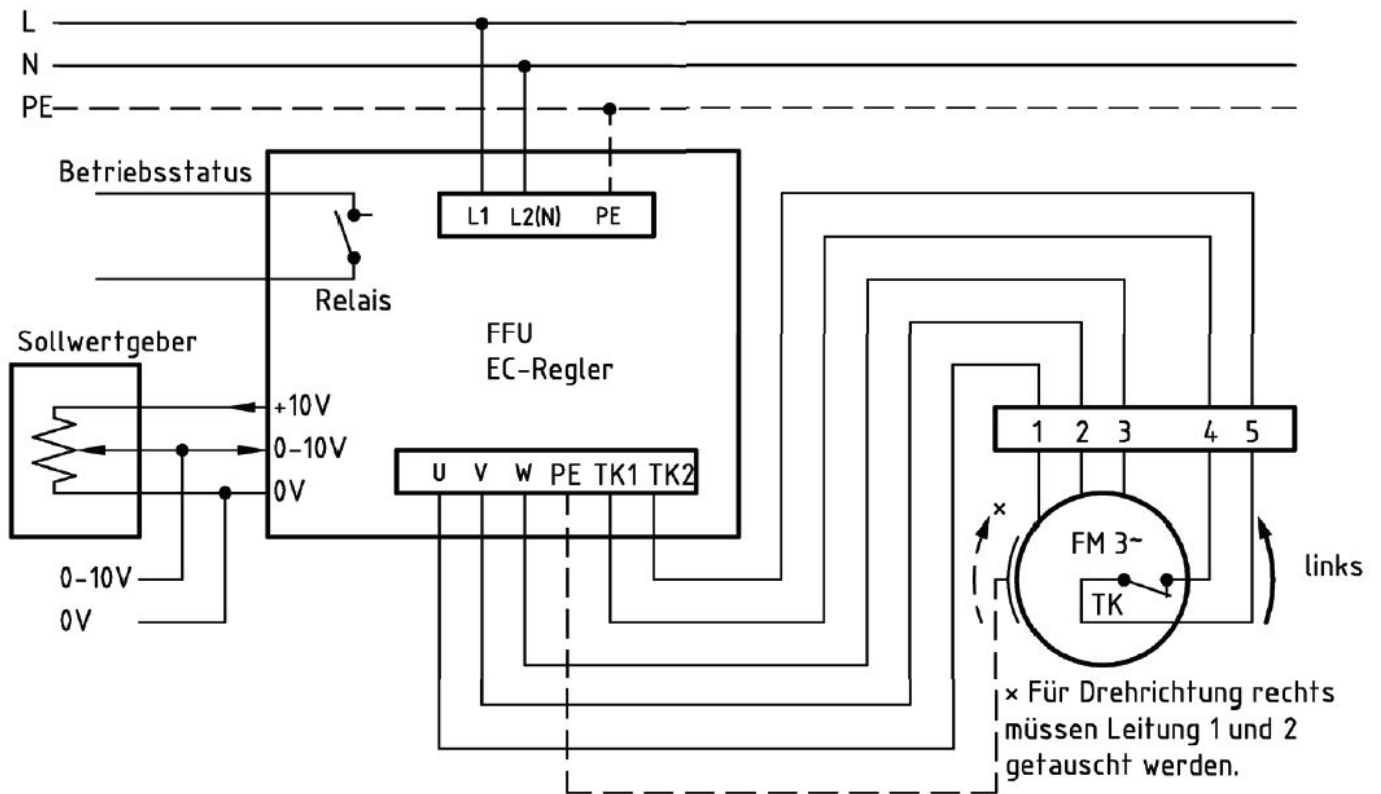 L
N
PE
Betriebsstatus
L1 L2(N) PE
Relais
FFU
EC-Regler
Sollwertgeber
+10V
0-10V
0V
0-10V
0V
U V W PE TK1 TK2
1 2 3 4 5
×
FM 3~
TK
links
× Für Drehrichtung rechts
müssen Leitung 1 und 2
getauscht werden.